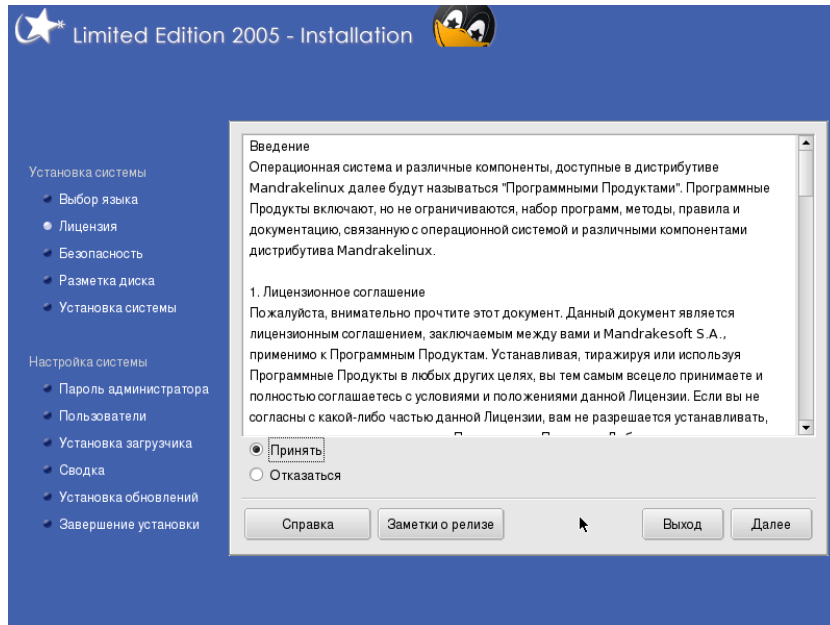 Limited Edition 2005 - Installation
Установка системы
Выбор языка
Лицензия
Безопасность
Разметка диска
Установка системы
Настройка системы
Пароль администратора
Пользователи
Установка загрузчика
Сводка
Установка обновлений
Завершение установки
Введение
Операционная система и различные компоненты, доступные в дистрибутиве
Mandrakelinux далее будут называться "Программными Продуктами". Программные
Продукты включают, но не ограничиваются, набор программ, методы, правила и
документацию, связанную с операционной системой и различными компонентами
дистрибутива Mandrakelinux.
1. Лицензионное соглашение
Пожалуйста, внимательно прочтите этот документ. Данный документ является
лицензионным соглашением, заключаемым между вами и Mandrakesoft S.A.,
применимо к Программным Продуктам. Устанавливая, тиражируя или используя
Программные Продукты в любых других целях, вы тем самым всецело принимаете и
полностью соглашаетесь с условиями и положениями данной Лицензии. Если вы не
согласны с какой-либо частью данной Лицензии, вам не разрешается устанавливать,
Принять
Отказаться
Справка
Заметки о релизе
Выход
Далее